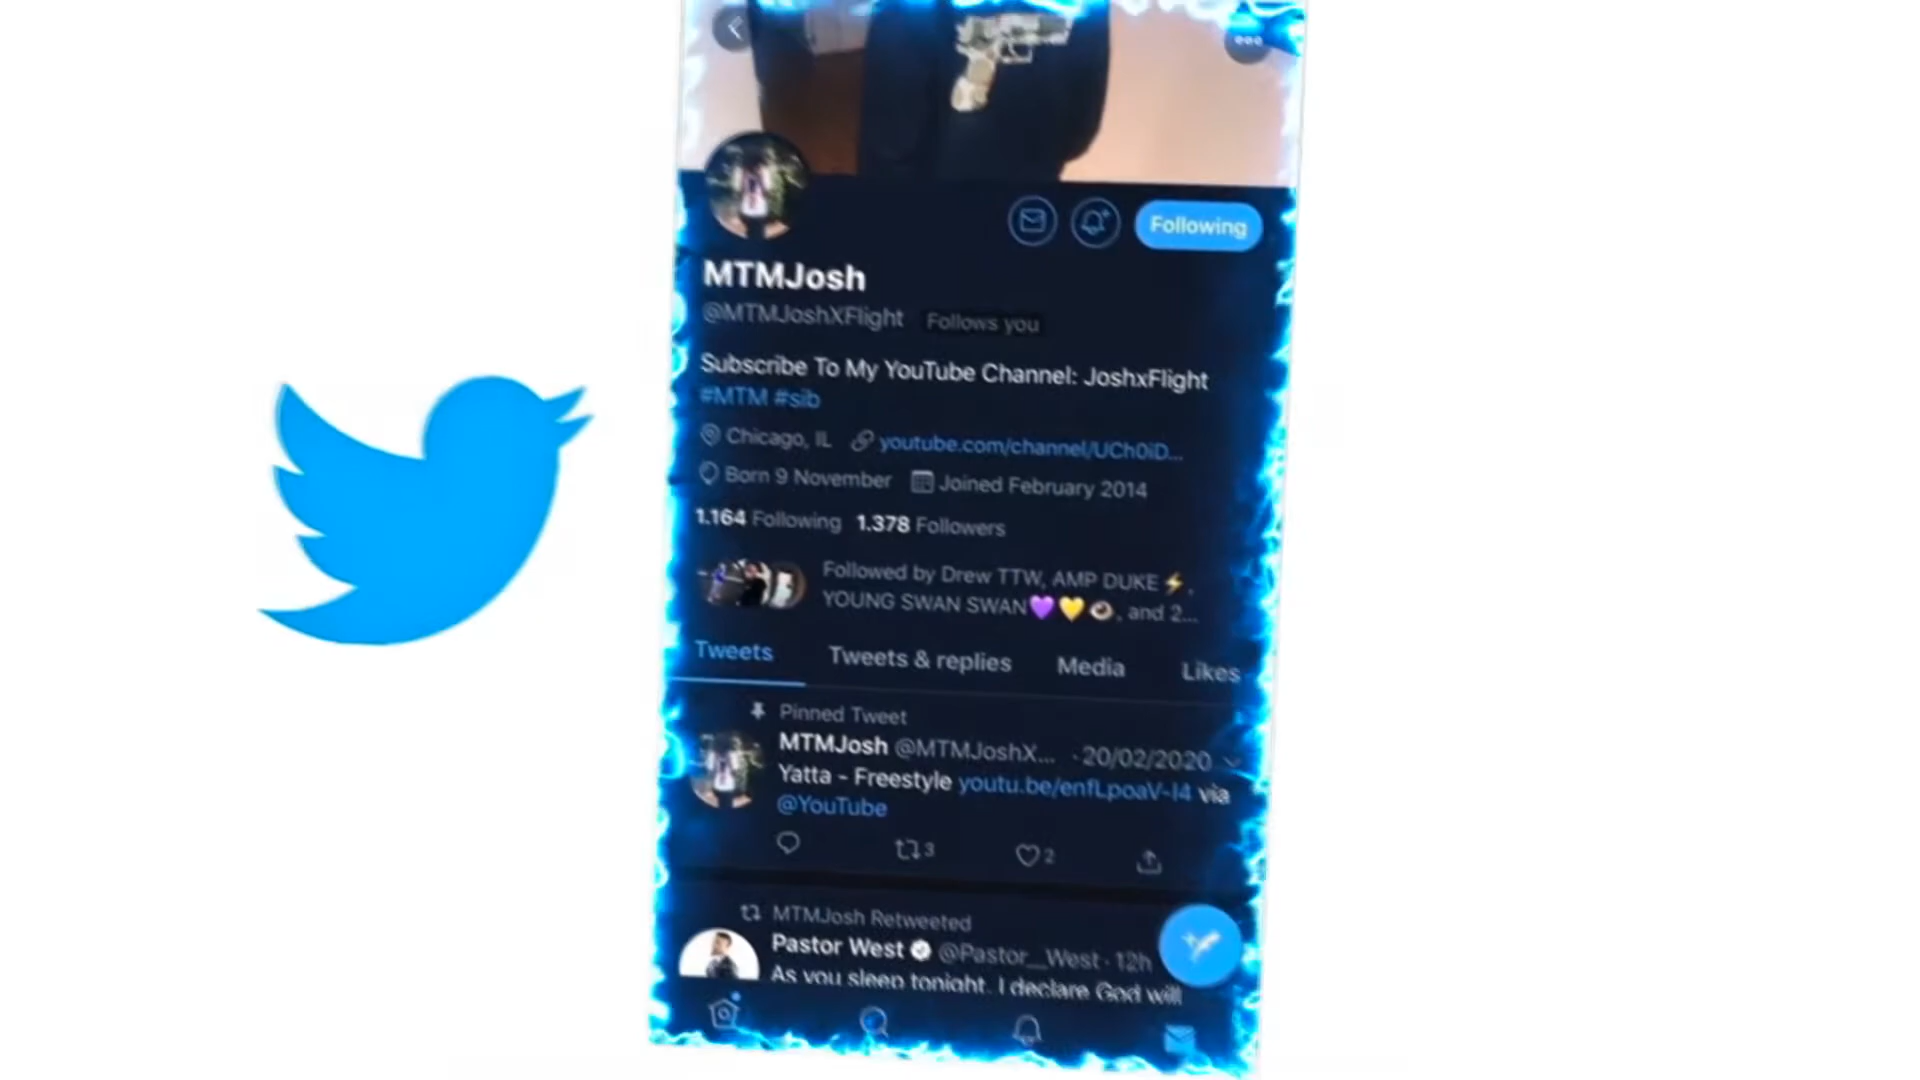 Following
MTMJosh
@MTMJoshXFlight Follows you
Subscribe To My YouTube Channel: JoshxFlight
#MTM #sib
Chicago, IL youtube.com/channel/UCh0iD...
Born 9 November Joined February 2014
1.164 Following 1.378 Followers
Followed by Drew TTW, AMP DUKE⚡,
YOUNG SWAN SWAN💜💛👁, and 2...
Tweets Tweets & replies Media Likes
Pinned Tweet
MTMJosh @MTMJoshX... · 20/02/2020
Yatta - Freestyle youtu.be/enfLpoaV-I4 via
@YouTube
3 2
MTMJosh Retweeted
Pastor West @Pastor__West · 12h
As you sleep tonight, I declare God will